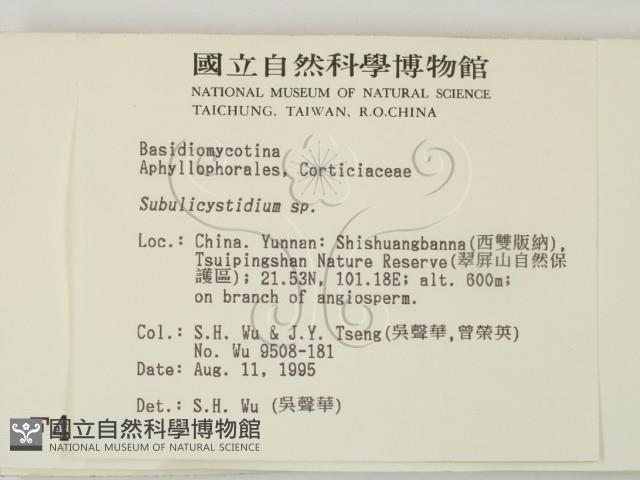 國立自然科學博物館
NATIONAL MUSEUM OF NATURAL SCIENCE
TAICHUNG, TAIWAN, R.O.CHINA
Basidiomycotina
Aphyllophorales, Corticiaceae
Subulicystidium sp.
Loc.: China. Yunnan: Shishuangbanna(西雙版納),
Tsuipingshan Nature Reserve(翠屏山自然保
護區); 21.53N, 101.18E; alt. 600m;
on branch of angiosperm.
Col.: S.H. Wu & J.Y. Tseng(吳聲華,曾榮英)
No. Wu 9508-181
Date: Aug. 11, 1995
Det.: S.H. Wu (吳聲華)
國立自然科學博物館
NATIONAL MUSEUM OF NATURAL SCIENCE